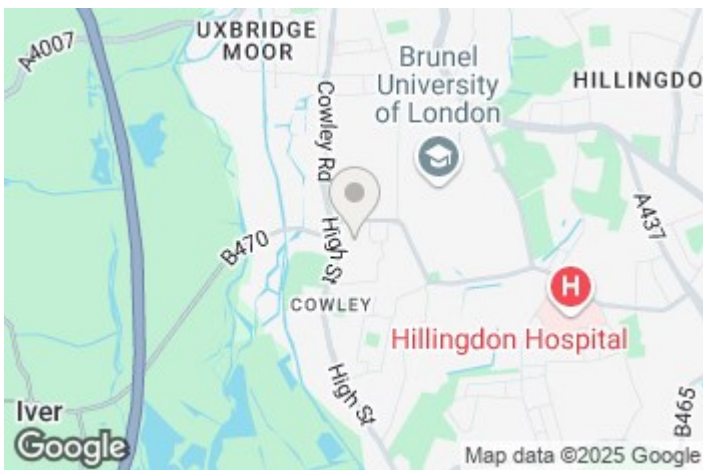 A4007
UXBRIDGE
MOOR
Brunel
University
of London
HILLINGDO
Cowley Rd
A437
High St
B470
COWLEY
H
Hillingdon Hospital
High St
Iver
B465
Google
Map data ©2025 Google